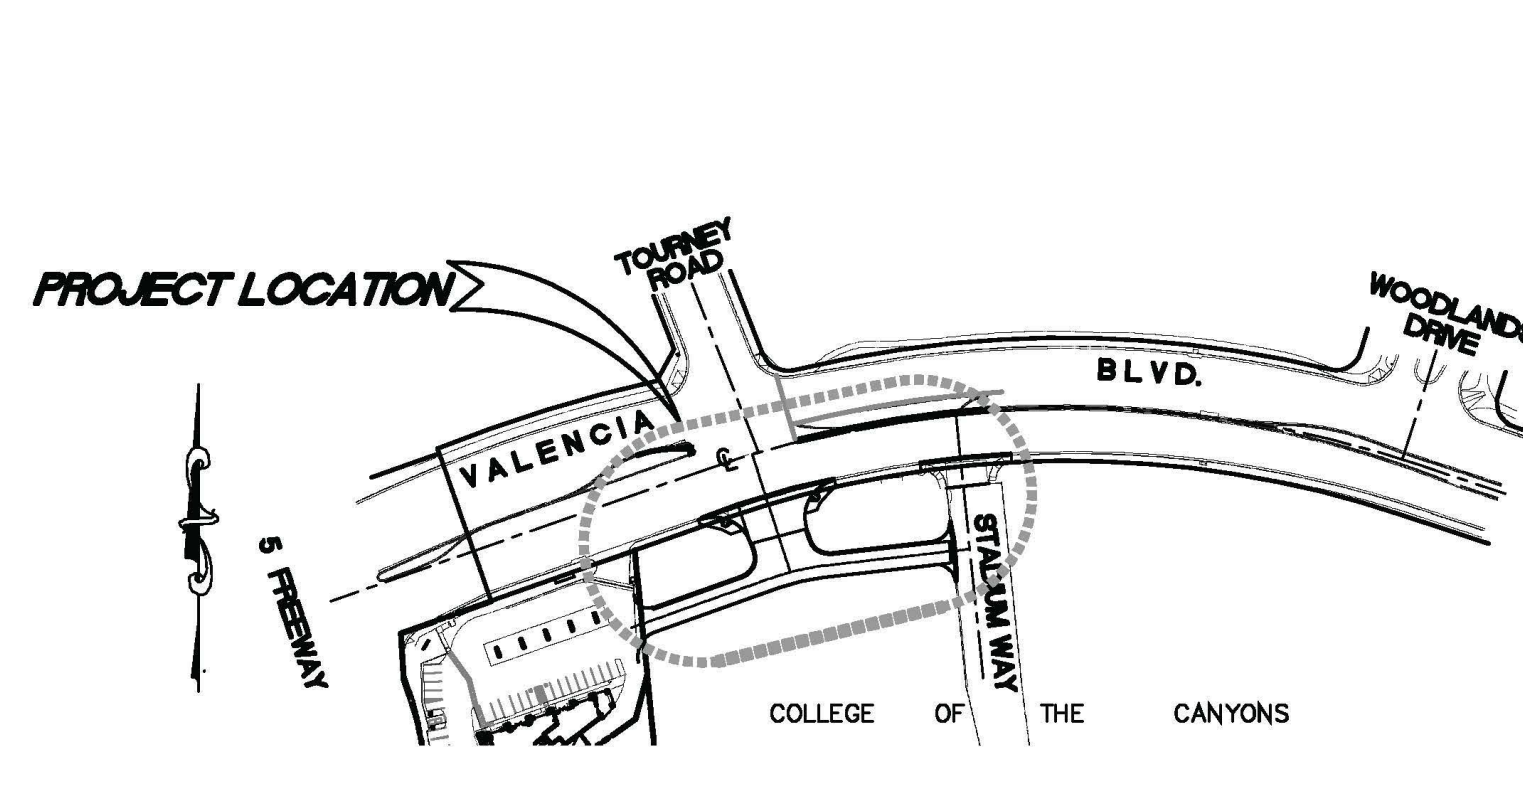 TOURNEY
ROAD
PROJECT LOCATION
WOODLANDS
DRIVE
BLVD.
VALENCIA
℄
5 FREEWAY
STADIUM WAY
COLLEGE OF THE CANYONS